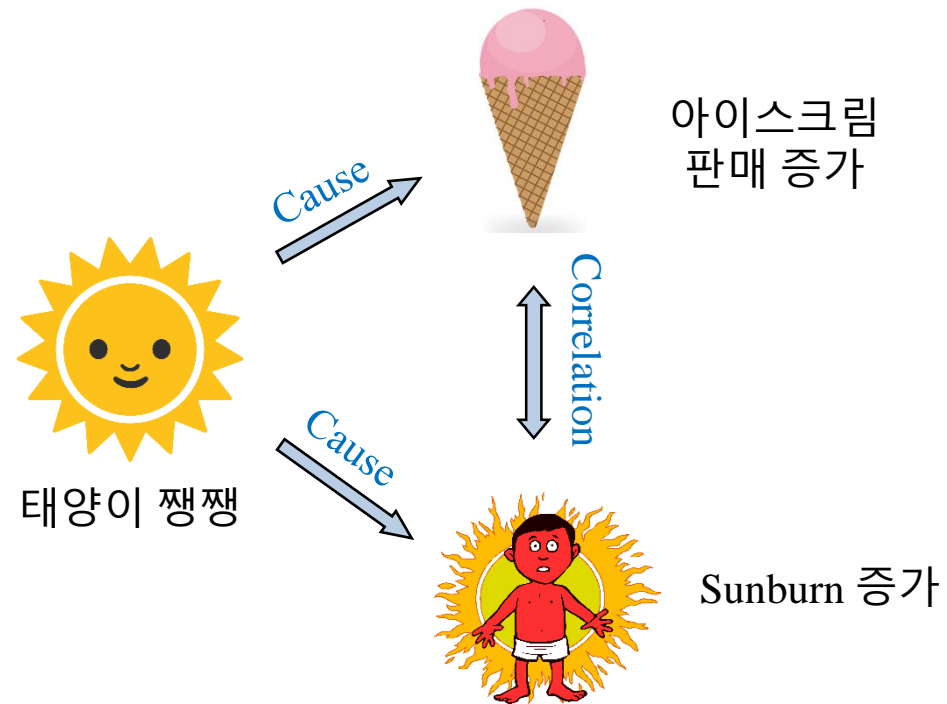 아이스크림
판매 증가
Cause
Correlation
Cause
태양이 쨍쨍
Sunburn 증가